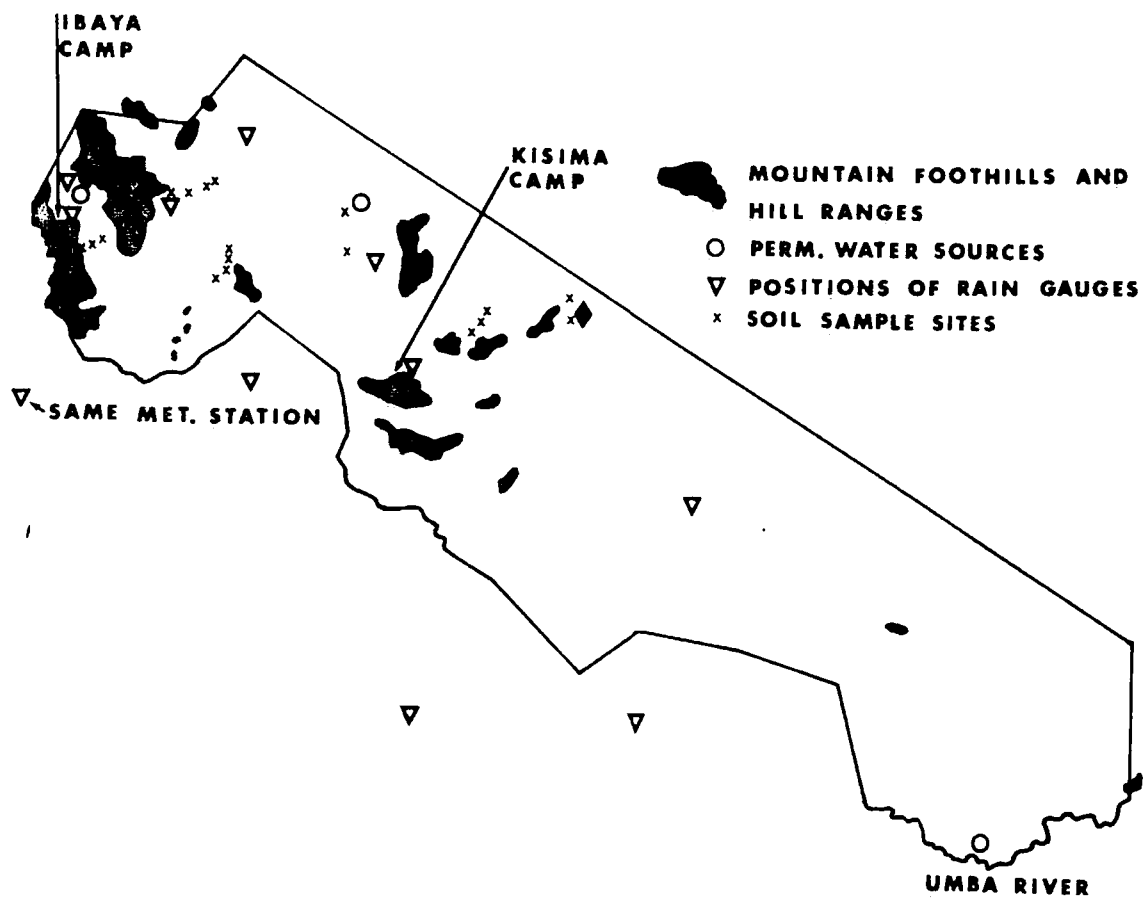 IBAYA
CAMP
KISIMA
CAMP
MOUNTAIN FOOTHILLS AND
HILL RANGES
PERM. WATER SOURCES
POSITIONS OF RAIN GAUGES
SOIL SAMPLE SITES
SAME MET. STATION
UMBA RIVER